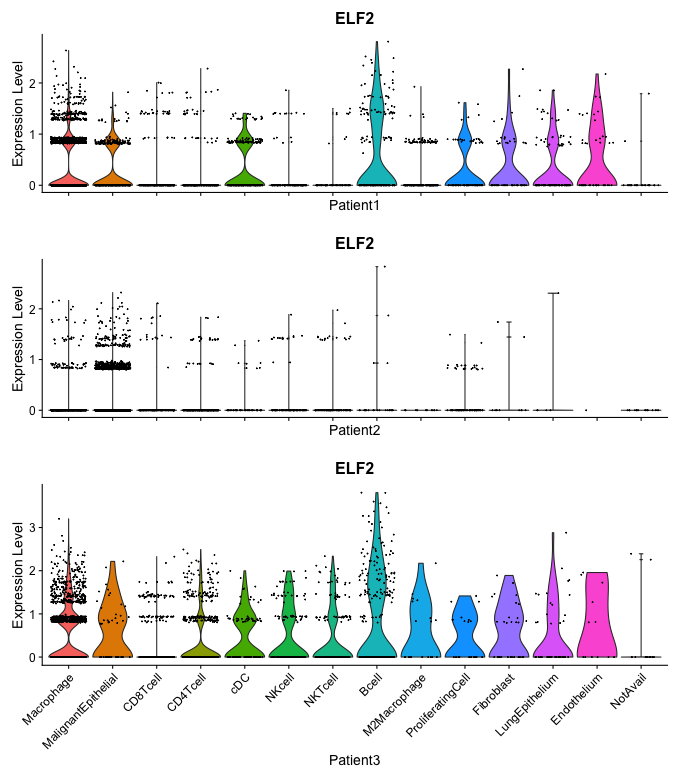 ELF2
Expression Level
2
1
0
Patient1
ELF2
Expression Level
2
1
0
Patient2
ELF2
Expression Level
3
2
1
0
Macrophage
MalignantEpithelial
CD8Tcell
CD4Tcell
cDC
NKcell
NKTcell
Bcell
M2Macrophage
ProliferatingCell
Fibroblast
LungEpithelium
Endothelium
NotAvail
Patient3